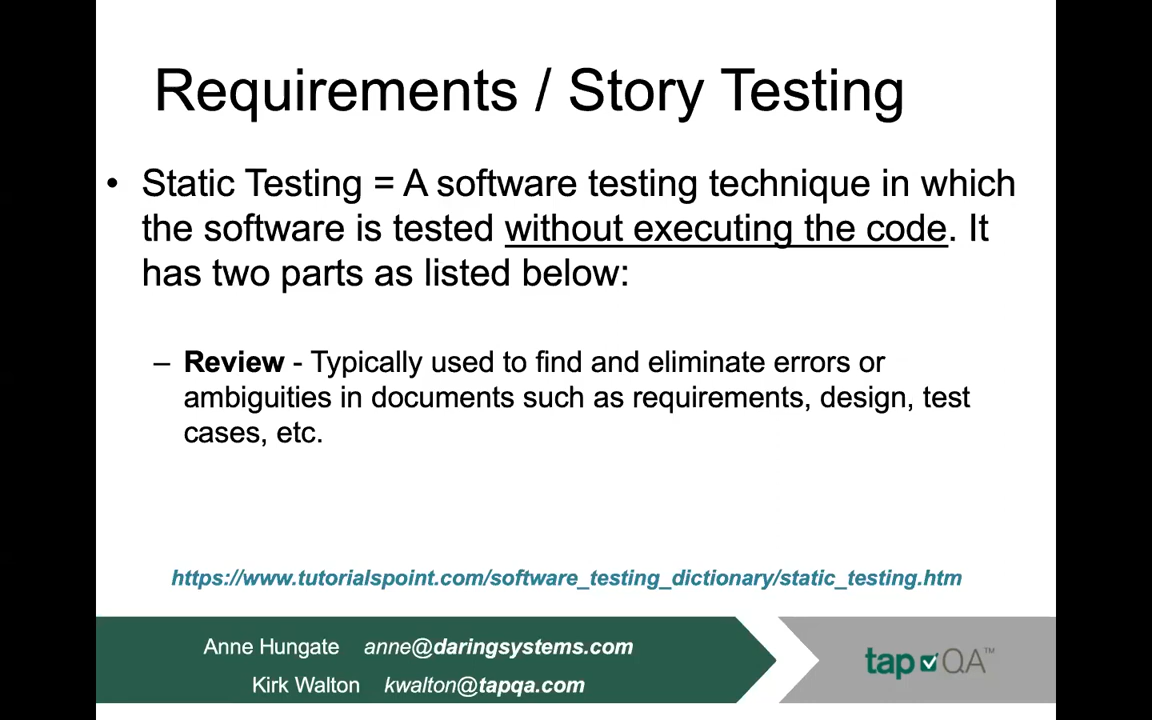 Requirements / Story Testing
• Static Testing = A software testing technique in which
the software is tested without executing the code. It
has two parts as listed below:
– Review - Typically used to find and eliminate errors or
ambiguities in documents such as requirements, design, test
cases, etc.
https://www.tutorialspoint.com/software_testing_dictionary/static_testing.htm
Anne Hungate anne@daringsystems.com
Kirk Walton kwalton@tapqa.com
tap QA™